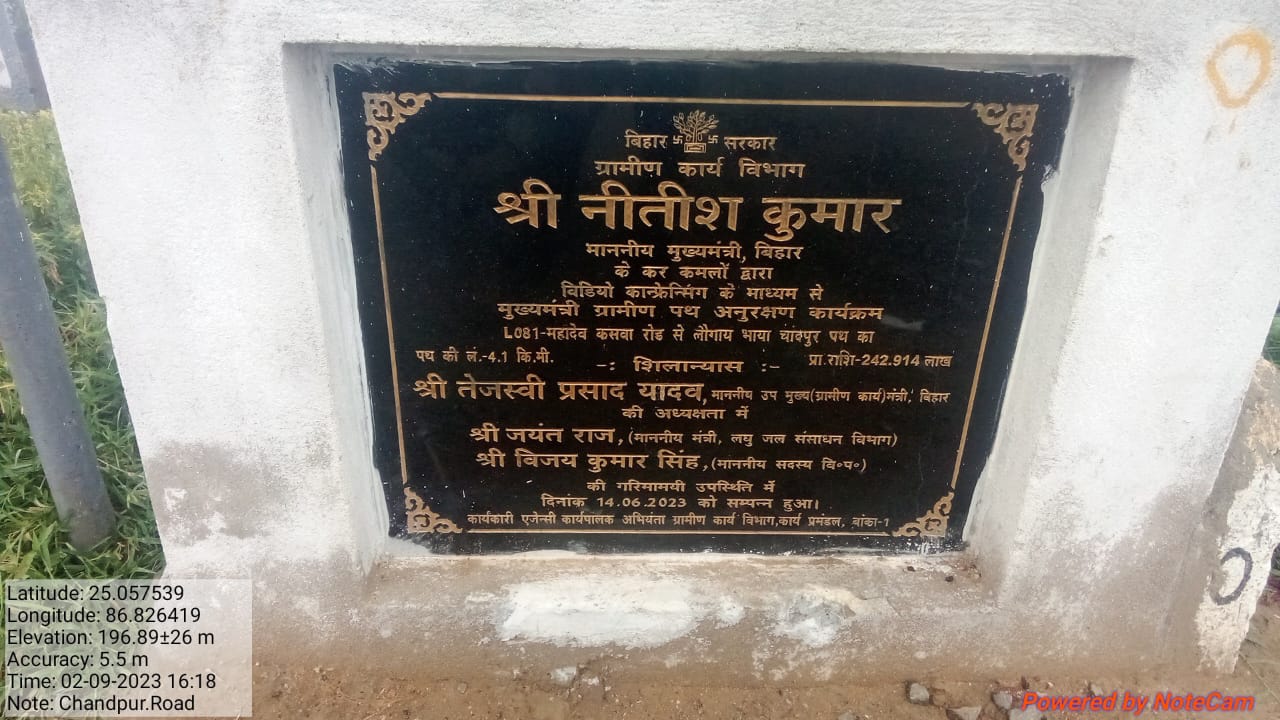 बिहार सरकार
ग्रामीण कार्य विभाग
श्री नीतीश कुमार
माननीय मुख्यमंत्री, बिहार
के कर कमलों द्वारा
विडियो कान्फ्रेन्सिंग के माध्यम से
मुख्यमंत्री ग्रामीण पथ अनुरक्षण कार्यक्रम
L081-महादेव कसवा रोड से लौगाय भाया चांदपुर पथ का
पथ की लं.-4.1 कि.मी. प्रा.राशि-242.914 लाख
-: शिलान्यास :-
श्री तेजस्वी प्रसाद यादव, माननीय उप मुख्य(ग्रामीण कार्य)मंत्री, बिहार
की अध्यक्षता में
श्री जयंत राज, (माननीय मंत्री, लघु जल संसाधन विभाग)
श्री विजय कुमार सिंह, (माननीय सदस्य वि॰प॰)
की गरिमामयी उपस्थिति में
दिनांक 14.06.2023 को सम्पन्न हुआ।
कार्यकारी एजेन्सी कार्यपालक अभियंता ग्रामीण कार्य विभाग,कार्य प्रमंडल, बांका-1
Latitude: 25.057539
Longitude: 86.826419
Elevation: 196.89±26 m
Accuracy: 5.5 m
Time: 02-09-2023 16:18
Note: Chandpur.Road
Powered by NoteCam